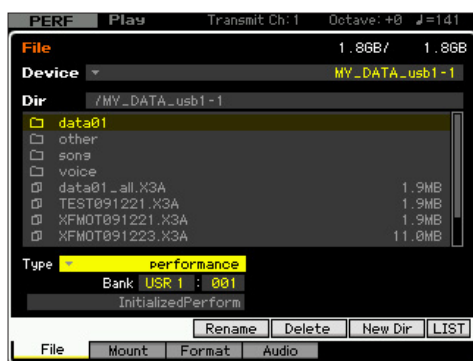 PERF Play Transmit Ch:1 Octave:+0 ♩=141
File 1.8GB/ 1.8GB
Device MY_DATA_usb1-1
Dir /MY_DATA_usb1-1
data01
other
song
voice
data01_all.X3A 1.9MB
TEST091221.X3A 1.9MB
XFMOT091221.X3A 1.9MB
XFMOT091223.X3A 11.0MB
Type performance
Bank USR 1 : 001
InitializedPerform
Rename Delete New Dir LIST
File Mount Format Audio